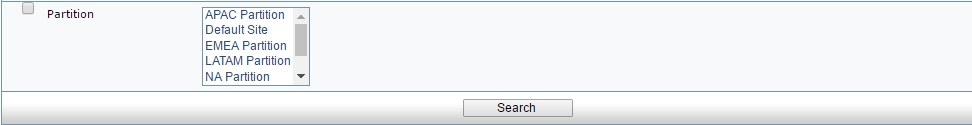 Partition
APAC Partition
Default Site
EMEA Partition
LATAM Partition
NA Partition
Search